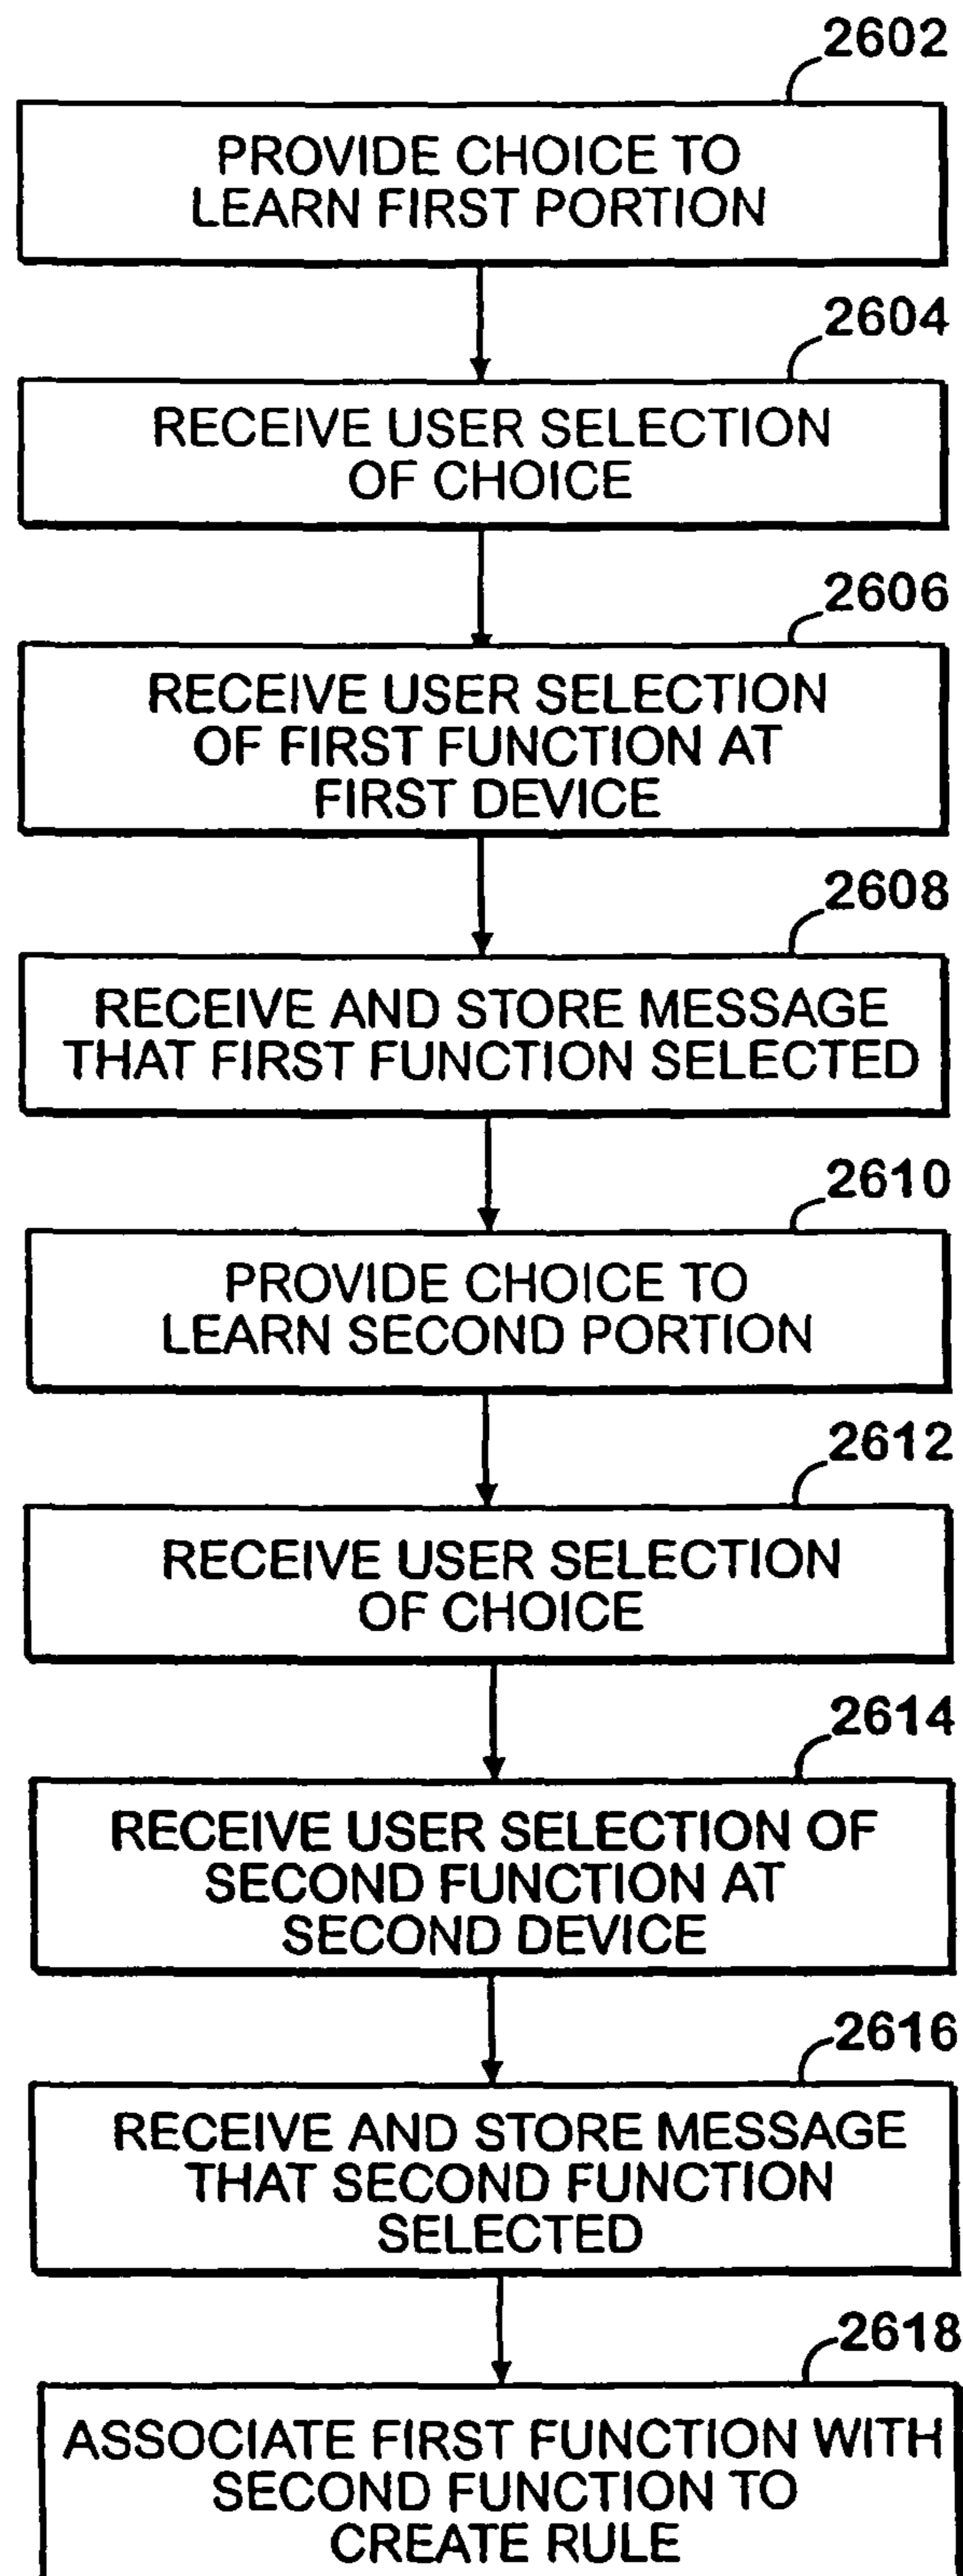 2602
PROVIDE CHOICE TO
LEARN FIRST PORTION
2604
RECEIVE USER SELECTION
OF CHOICE
2606
RECEIVE USER SELECTION
OF FIRST FUNCTION AT
FIRST DEVICE
2608
RECEIVE AND STORE MESSAGE
THAT FIRST FUNCTION SELECTED
2610
PROVIDE CHOICE TO
LEARN SECOND PORTION
2612
RECEIVE USER SELECTION
OF CHOICE
2614
RECEIVE USER SELECTION OF
SECOND FUNCTION AT
SECOND DEVICE
2616
RECEIVE AND STORE MESSAGE
THAT SECOND FUNCTION
SELECTED
2618
ASSOCIATE FIRST FUNCTION WITH
SECOND FUNCTION TO
CREATE RULE